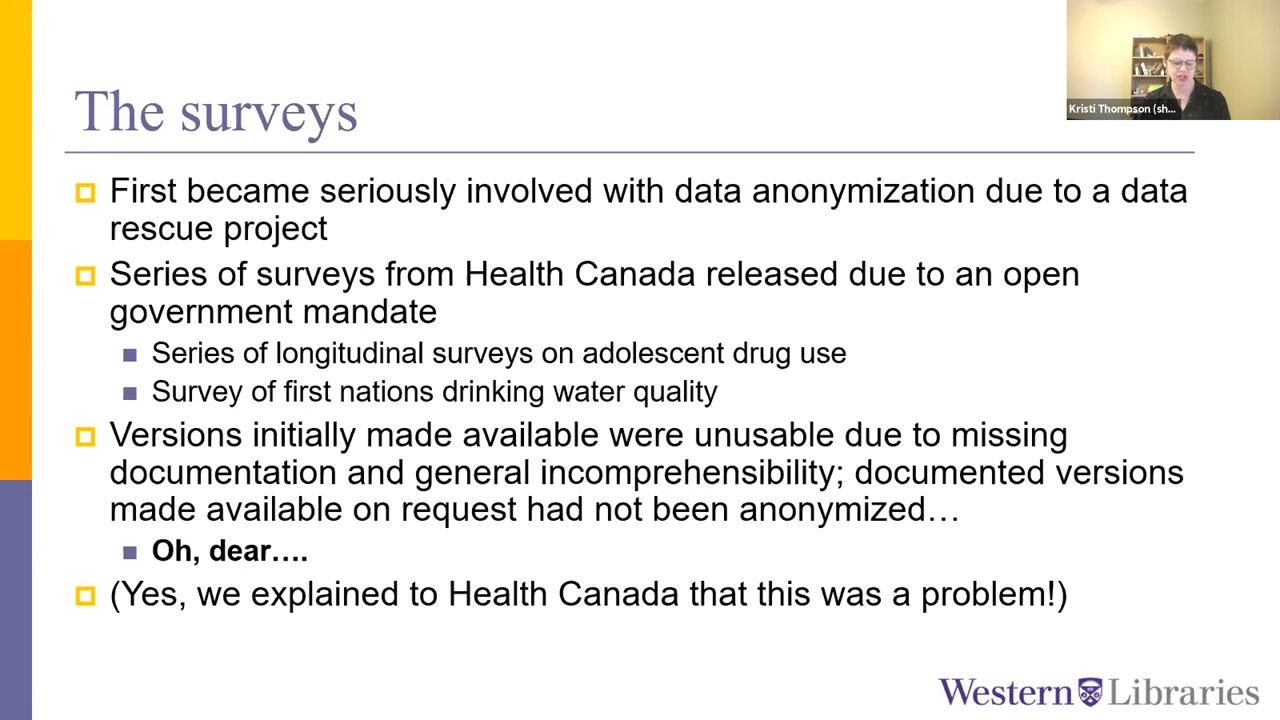 The surveys
Kristi Thompson (sh...
First became seriously involved with data anonymization due to a data
rescue project
Series of surveys from Health Canada released due to an open
government mandate
Series of longitudinal surveys on adolescent drug use
Survey of first nations drinking water quality
Versions initially made available were unusable due to missing
documentation and general incomprehensibility; documented versions
made available on request had not been anonymized…
Oh, dear….
(Yes, we explained to Health Canada that this was a problem!)
Western Libraries